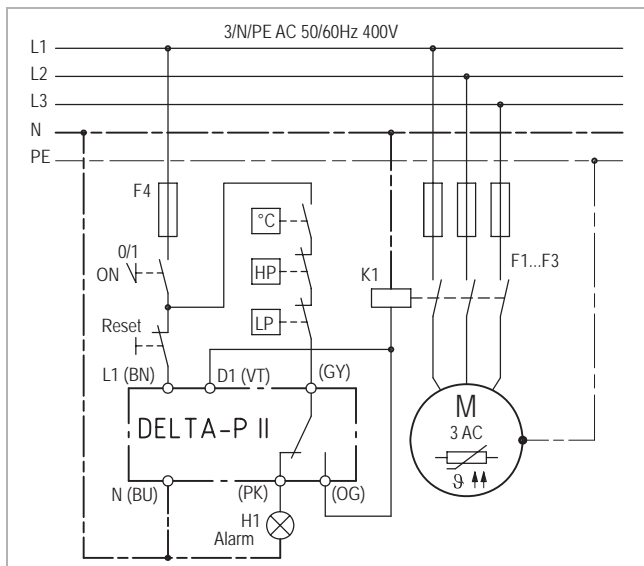 3/N/PE AC 50/60Hz 400V
L1
L2
L3
N
PE
F4
°C
0/1
ON
HP
K1
F1...F3
Reset
LP
L1 (BN)
D1 (VT)
(GY)
M
3 AC
ϑ
DELTA-P II
N (BU)
(PK)
(OG)
H1
Alarm